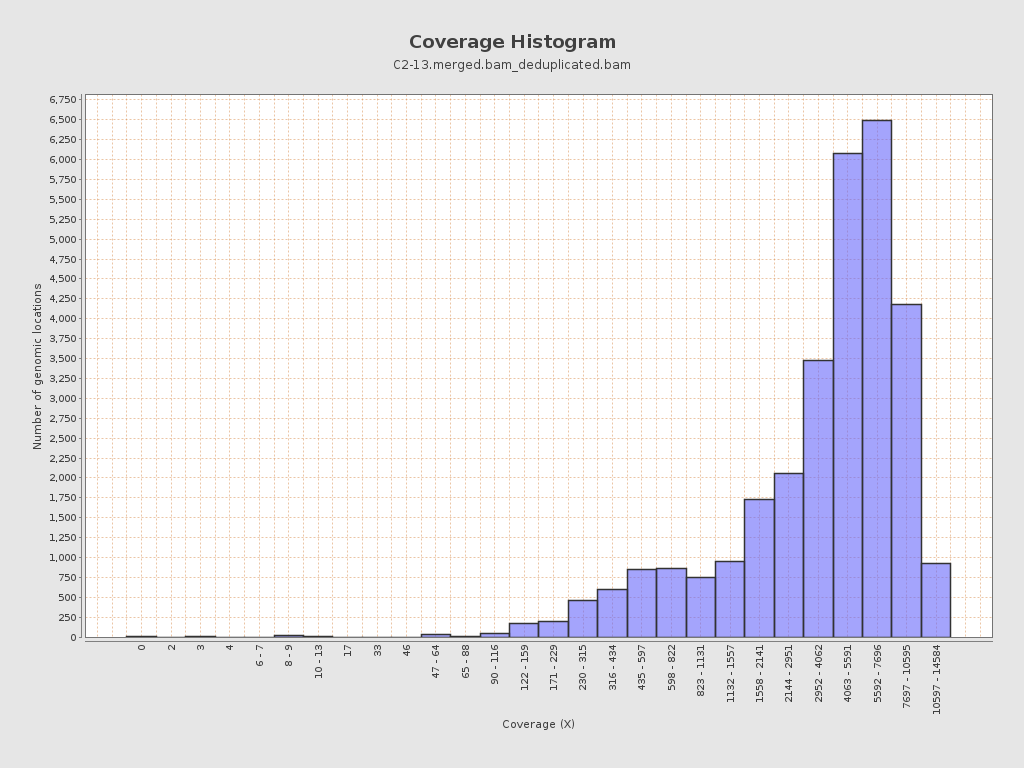 Coverage Histogram
C2-13.merged.bam_deduplicated.bam
Number of genomic locations
6,750
6,500
6,250
6,000
5,750
5,500
5,250
5,000
4,750
4,500
4,250
4,000
3,750
3,500
3,250
3,000
2,750
2,500
2,250
2,000
1,750
1,500
1,250
1,000
750
500
250
0
0
2
3
4
6 - 7
8 - 9
10 - 13
17
33
46
47 - 64
65 - 88
90 - 116
122 - 159
171 - 229
230 - 315
316 - 434
435 - 597
598 - 822
823 - 1131
1132 - 1557
1558 - 2141
2144 - 2951
2952 - 4062
4063 - 5591
5592 - 7696
7697 - 10595
10597 - 14584
Coverage (X)